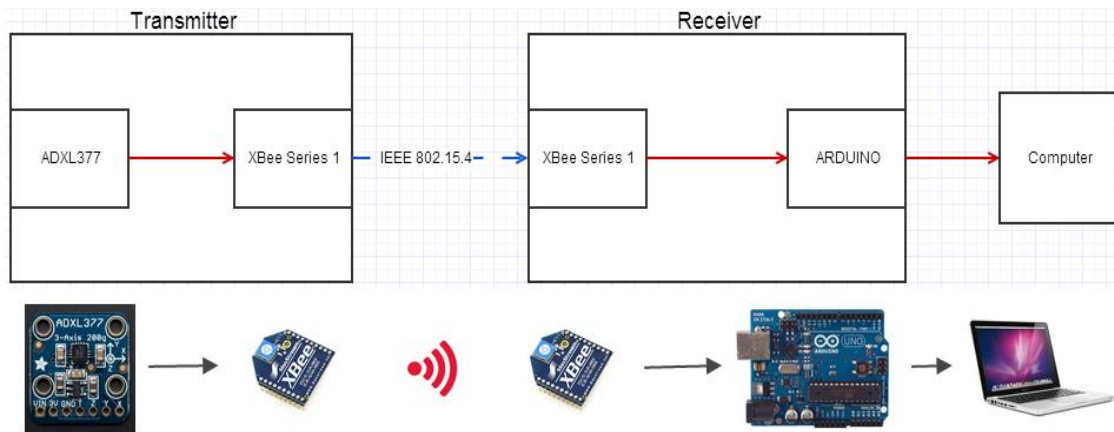 Transmitter
Receiver
ADXL377
XBee Series 1
IEEE 802.15.4
XBee Series 1
ARDUINO
Computer
ADXL377
3-Axis 200g
VIN 3V GND T Z Y X
XBee
XBee
UNO
ARDUINO